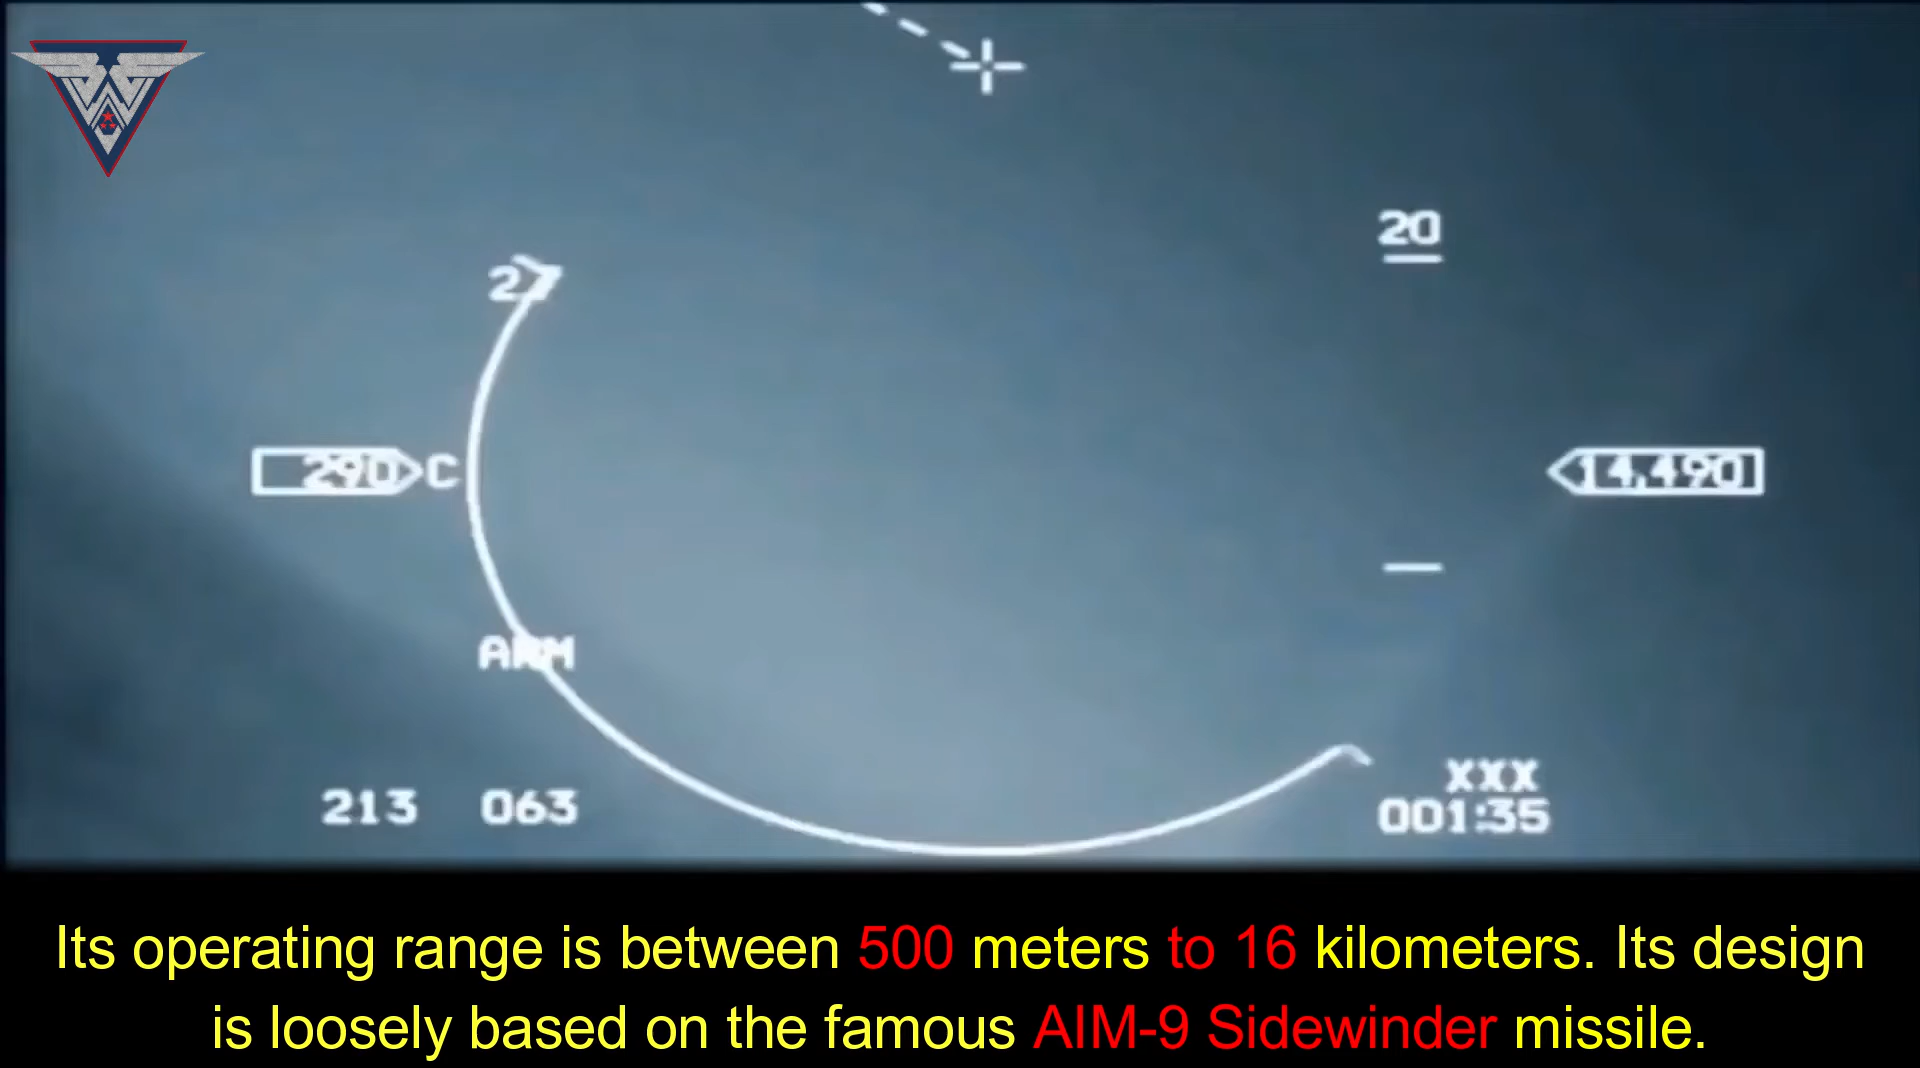 20
27
290 C
14,490
ARM
XXX
213 063
001:35
Its operating range is between 500 meters to 16 kilometers. Its design
is loosely based on the famous AIM-9 Sidewinder missile.